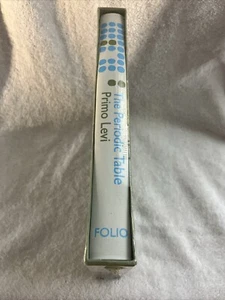 The Periodic Table
Primo Levi
FOLIO